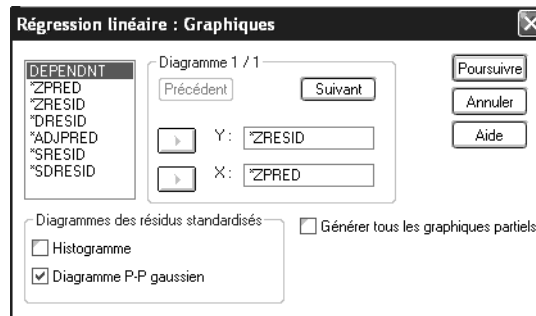 Régression linéaire : Graphiques
DEPENDNT
*ZPRED
*ZRESID
*DRESID
*ADJPRED
*SRESID
*SDRESID
Diagramme 1 / 1
Précédent
Suivant
Y : *ZRESID
X : *ZPRED
Poursuivre
Annuler
Aide
Diagrammes des résidus standardisés
Histogramme
Diagramme P-P gaussien
Générer tous les graphiques partiels